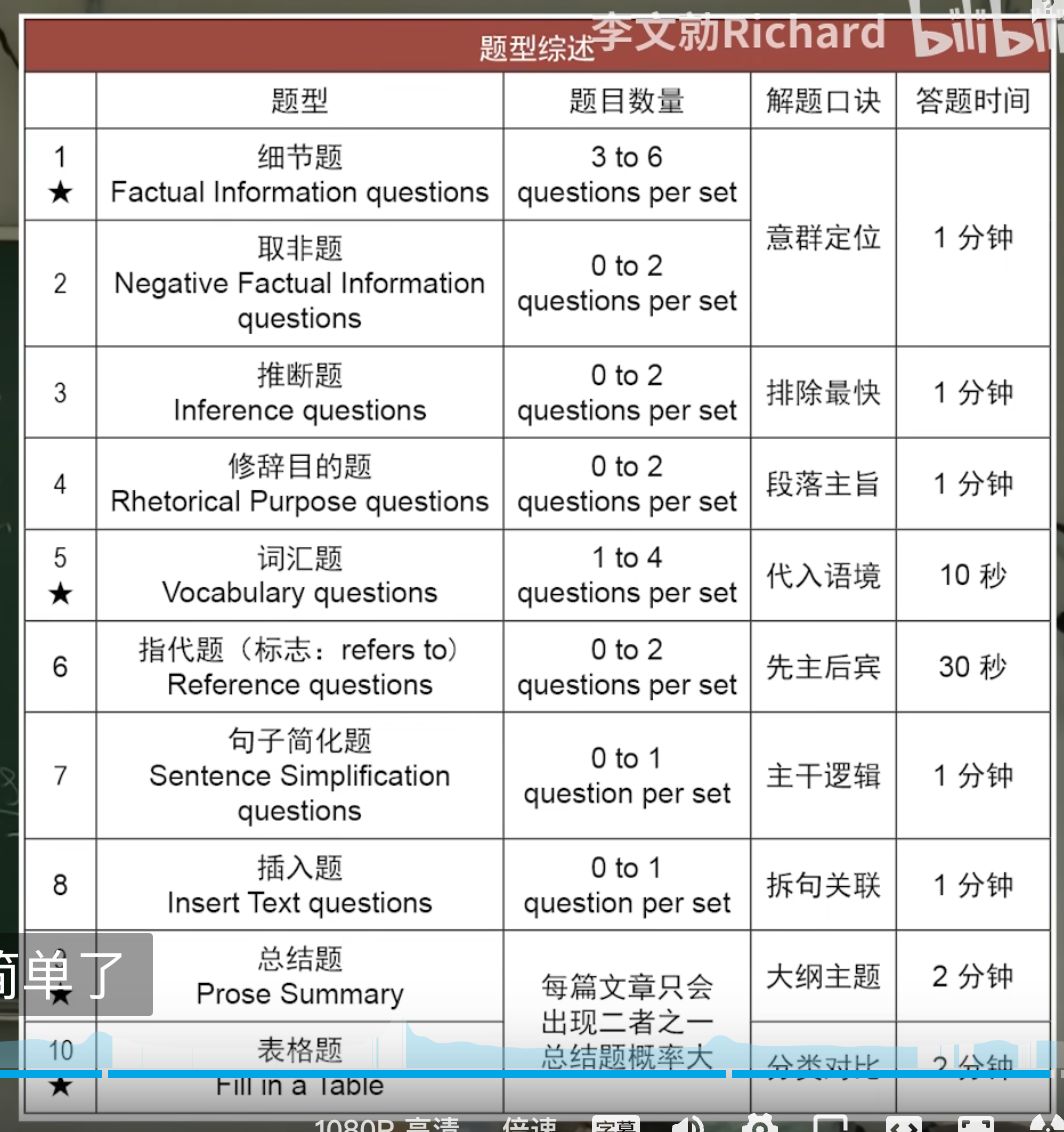 题型综述
李文勍Richard
bilibili
题型 题目数量 解题口诀 答题时间
1
★
细节题
Factual Information questions
3 to 6
questions per set
意群定位
1 分钟
2
取非题
Negative Factual Information
questions
0 to 2
questions per set
3
推断题
Inference questions
0 to 2
questions per set
排除最快
1 分钟
4
修辞目的题
Rhetorical Purpose questions
0 to 2
questions per set
段落主旨
1 分钟
5
★
词汇题
Vocabulary questions
1 to 4
questions per set
代入语境
10 秒
6
指代题（标志：refers to）
Reference questions
0 to 2
questions per set
先主后宾
30 秒
7
句子简化题
Sentence Simplification
questions
0 to 1
question per set
主干逻辑
1 分钟
8
插入题
Insert Text questions
0 to 1
question per set
拆句关联
1 分钟
9
★
简单了
总结题
Prose Summary
每篇文章只会
出现二者之一
总结题概率大
大纲主题
2 分钟
10
★
表格题
Fill in a Table
分类对比
2 分钟
1080P 高清 倍速 字幕